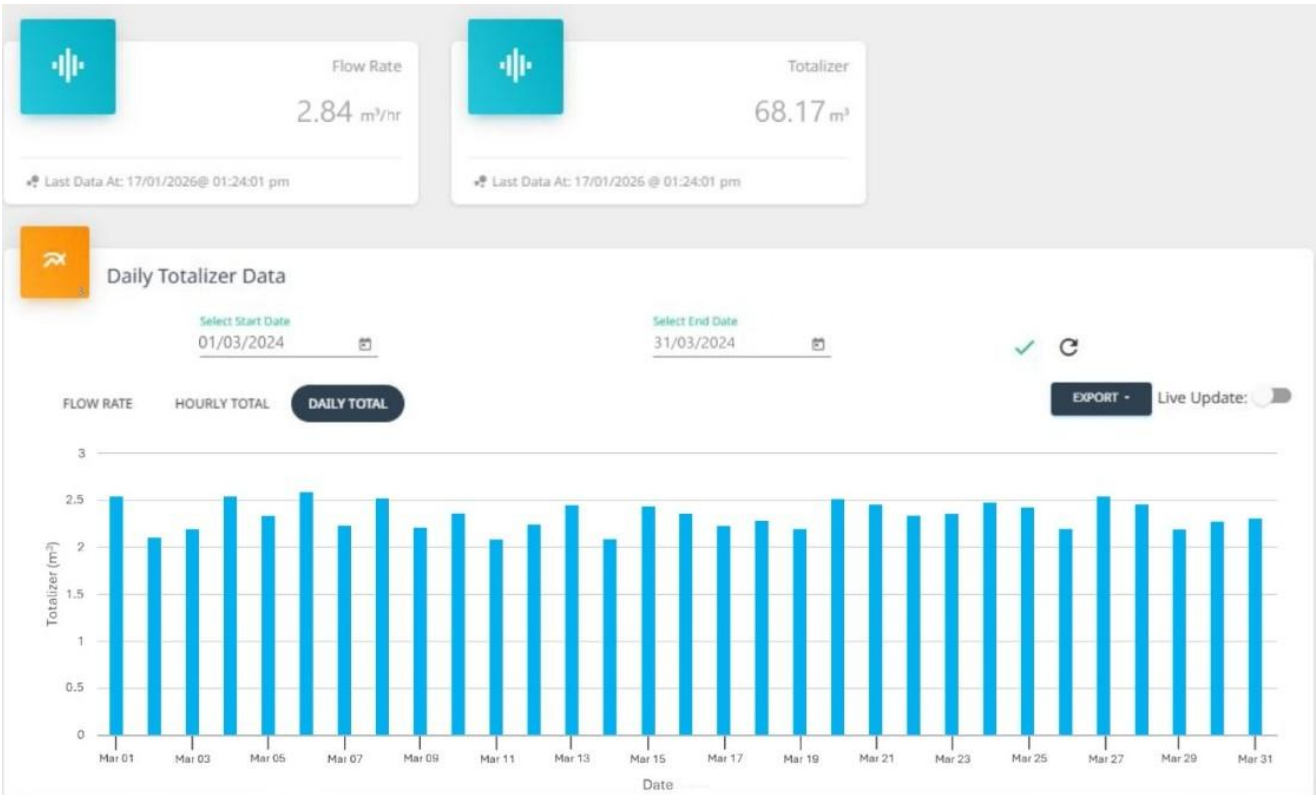 Flow Rate
2.84 m³/hr
Last Data At: 17/01/2026@ 01:24:01 pm
Totalizer
68.17 m³
Last Data At: 17/01/2026 @ 01:24:01 pm
Daily Totalizer Data
Select Start Date
01/03/2024
Select End Date
31/03/2024
FLOW RATE
HOURLY TOTAL
DAILY TOTAL
EXPORT
Live Update:
Totalizer (m³)
3
2.5
2
1.5
1
0.5
0
Mar 01 Mar 03 Mar 05 Mar 07 Mar 09 Mar 11 Mar 13 Mar 15 Mar 17 Mar 19 Mar 21 Mar 23 Mar 25 Mar 27 Mar 29 Mar 31
Date